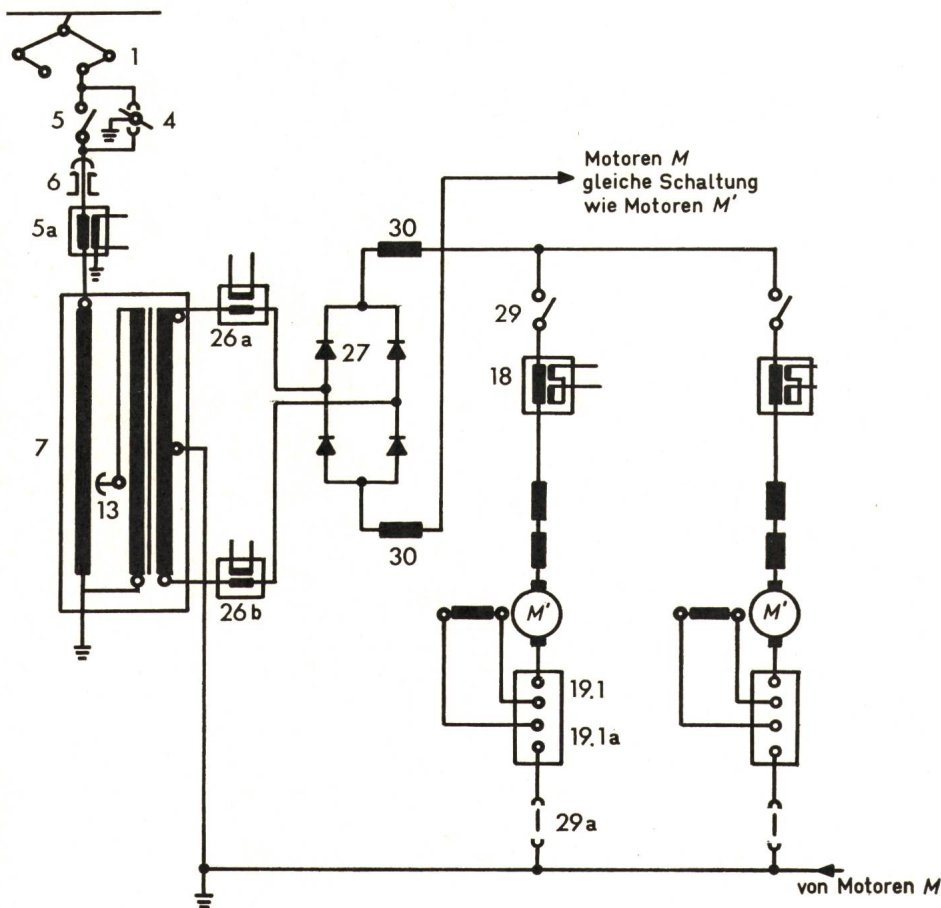 1
5
4
6
5a
Motoren M
gleiche Schaltung
wie Motoren M'
30
26a
27
29
18
7
13
30
26b
M'
M'
19.1
19.1a
29a
von Motoren M